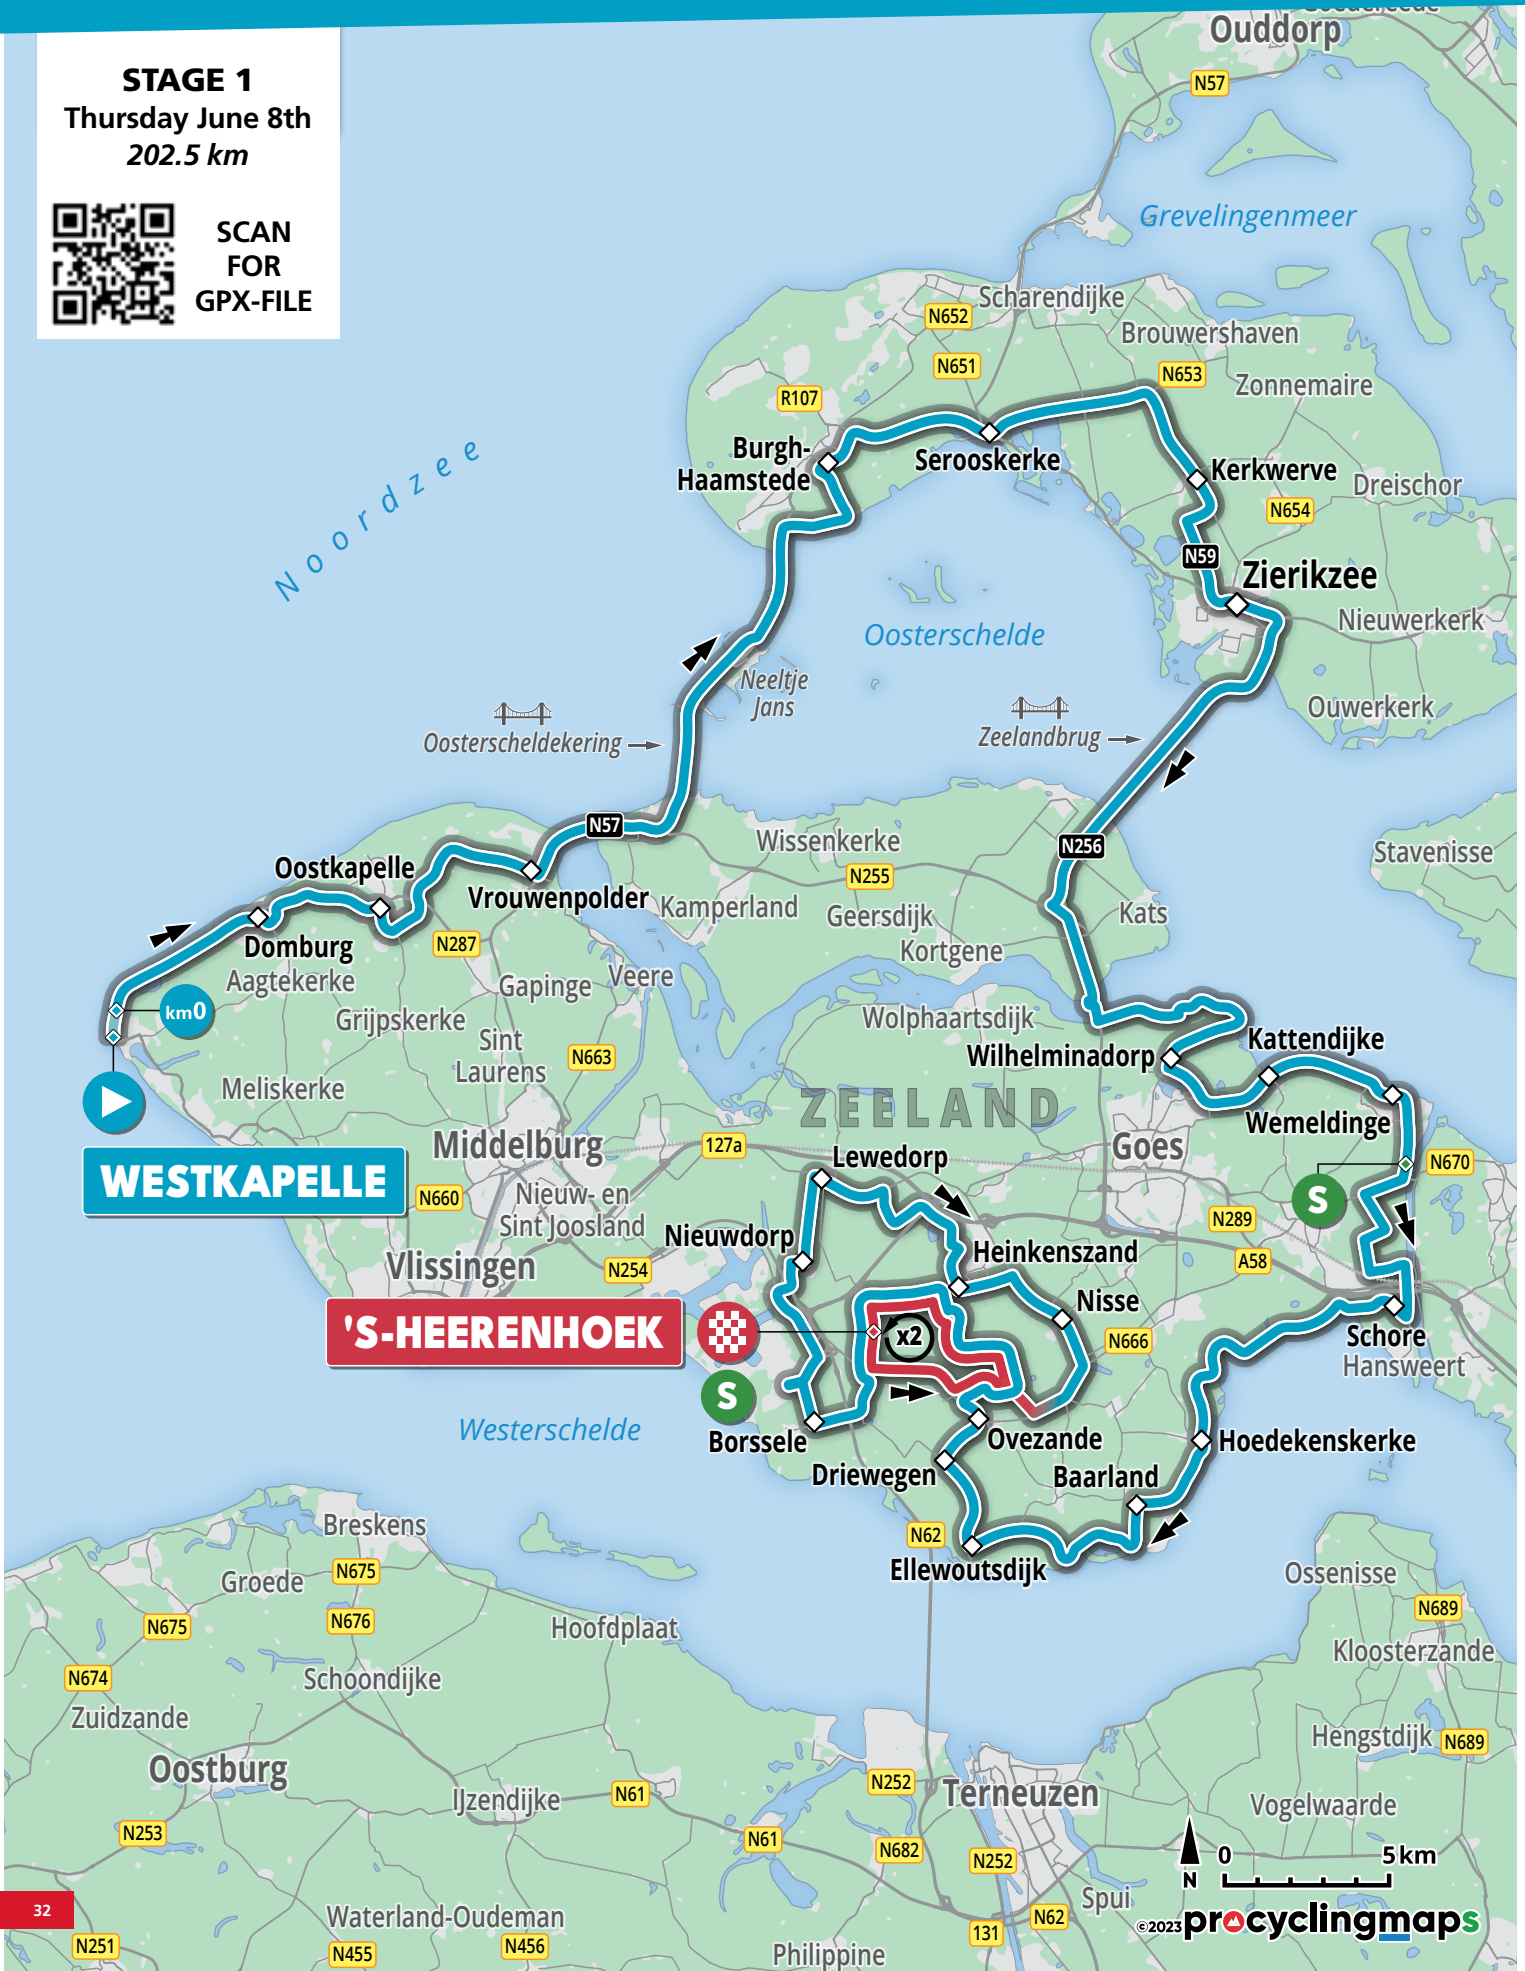 STAGE 1
Thursday June 8th
202.5 km
SCAN
FOR
GPX-FILE
Ouddorp
N57
Grevelingenmeer
Scharendijke
N652
Brouwershaven
N651
N653
Zonnemaire
R107
Burgh-
Haamstede
Serooskerke
Kerkwerve
Dreischor
N654
Noordzee
N59
Zierikzee
Nieuwerkerk
Oosterschelde
Neeltje
Jans
Ouwerkerk
Oosterscheldekering
Zeelandbrug
N57
Wissenkerke
N256
Stavenisse
Oostkapelle
N255
Vrouwenpolder
Kamperland
Geersdijk
Kats
Domburg
N287
Kortgene
Aagtekerke
Gapinge
Veere
km0
Grijpskerke
Wolphaartsdijk
Sint
Laurens
N663
Wilhelminadorp
Kattendijke
Meliskerke
ZEELAND
Wemeldinge
Middelburg
127a
Goes
Lewedorp
N670
WESTKAPELLE
N660
Nieuw- en
Sint Joosland
S
N289
Nieuwdorp
Heinkenszand
Vlissingen
N254
A58
Nisse
'S-HEERENHOEK
x2
N666
Schore
Hansweert
S
Westerschelde
Borssele
Ovezande
Hoedekenskerke
Driewegen
Baarland
Breskens
N62
Ellewoutsdijk
Ossenisse
N675
Groede
N689
N675
N676
Hoofdplaat
Kloosterzande
N674
Schoondijke
Zuidzande
Hengstdijk
N689
Oostburg
N252
Terneuzen
IJzendijke
N61
Vogelwaarde
N253
N61
N682
N252
0 5 km
N
Spui
32
Waterland-Oudeman
N62
©2023 procyclingmaps
N251
N455
N456
131
Philippine